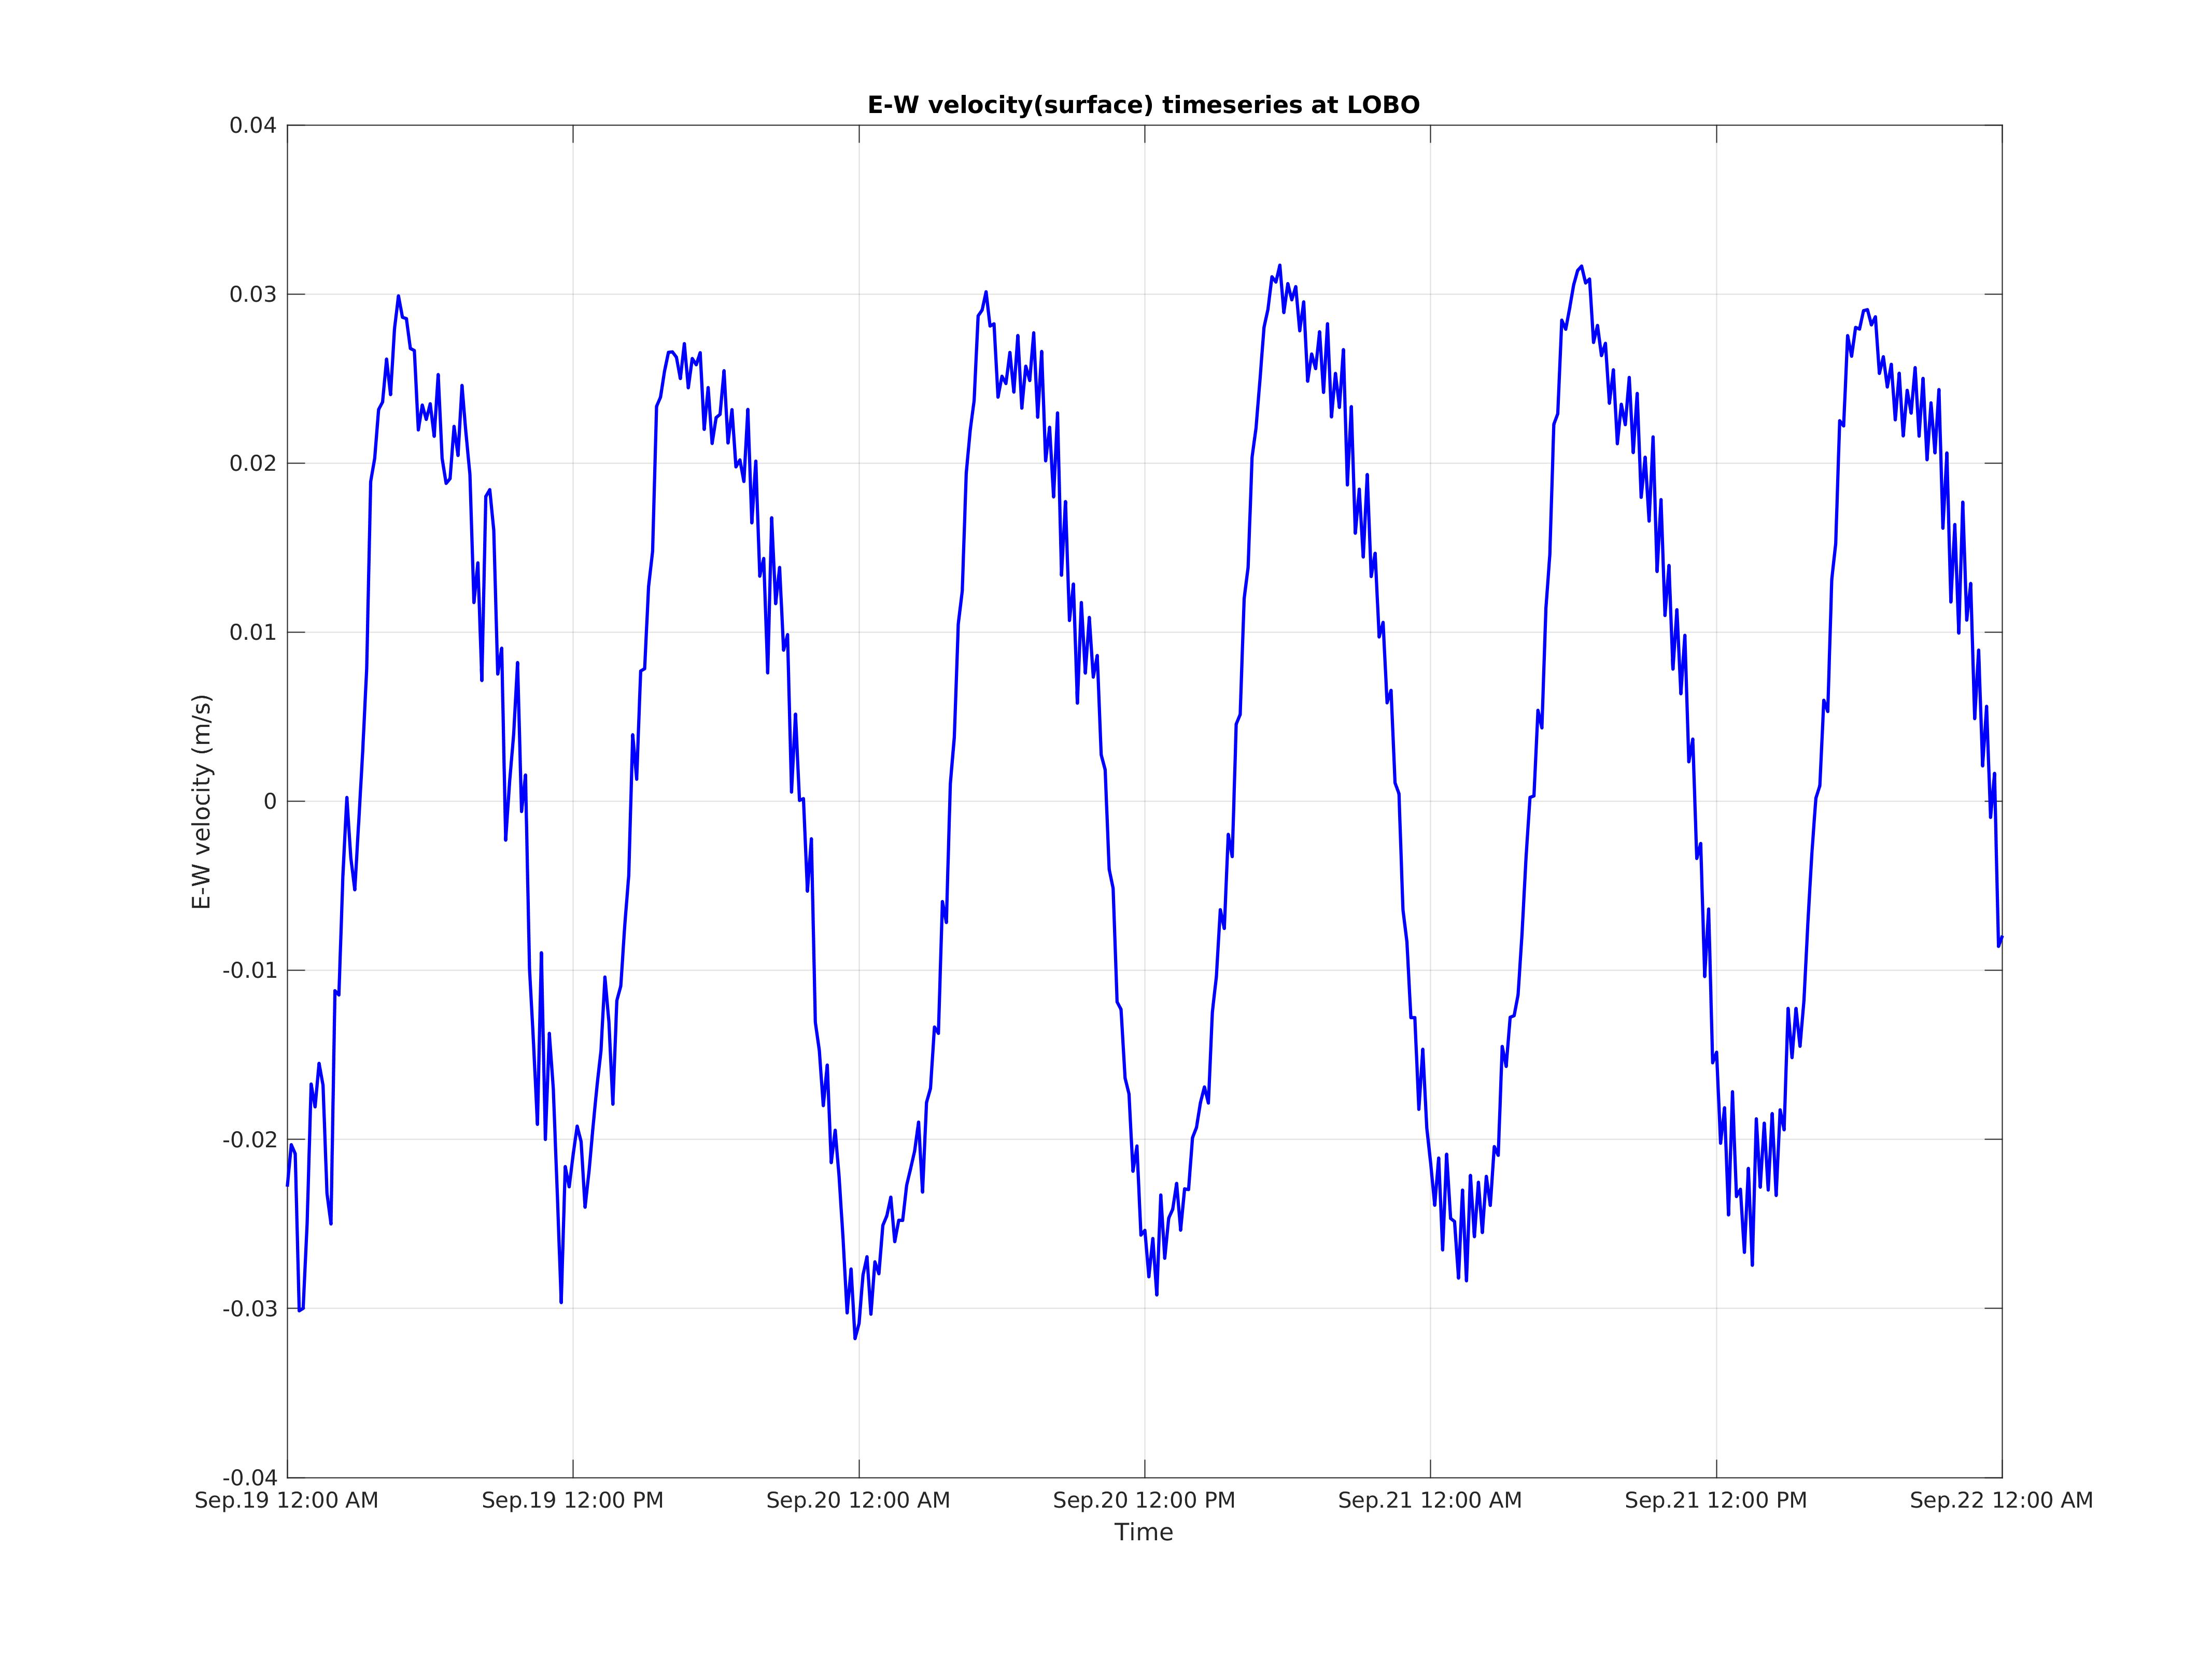 E-W velocity(surface) timeseries at LOBO
0.04
0.03
0.02
0.01
0
-0.01
-0.02
-0.03
-0.04
E-W velocity (m/s)
Sep.19 12:00 AM
Sep.19 12:00 PM
Sep.20 12:00 AM
Sep.20 12:00 PM
Sep.21 12:00 AM
Sep.21 12:00 PM
Sep.22 12:00 AM
Time